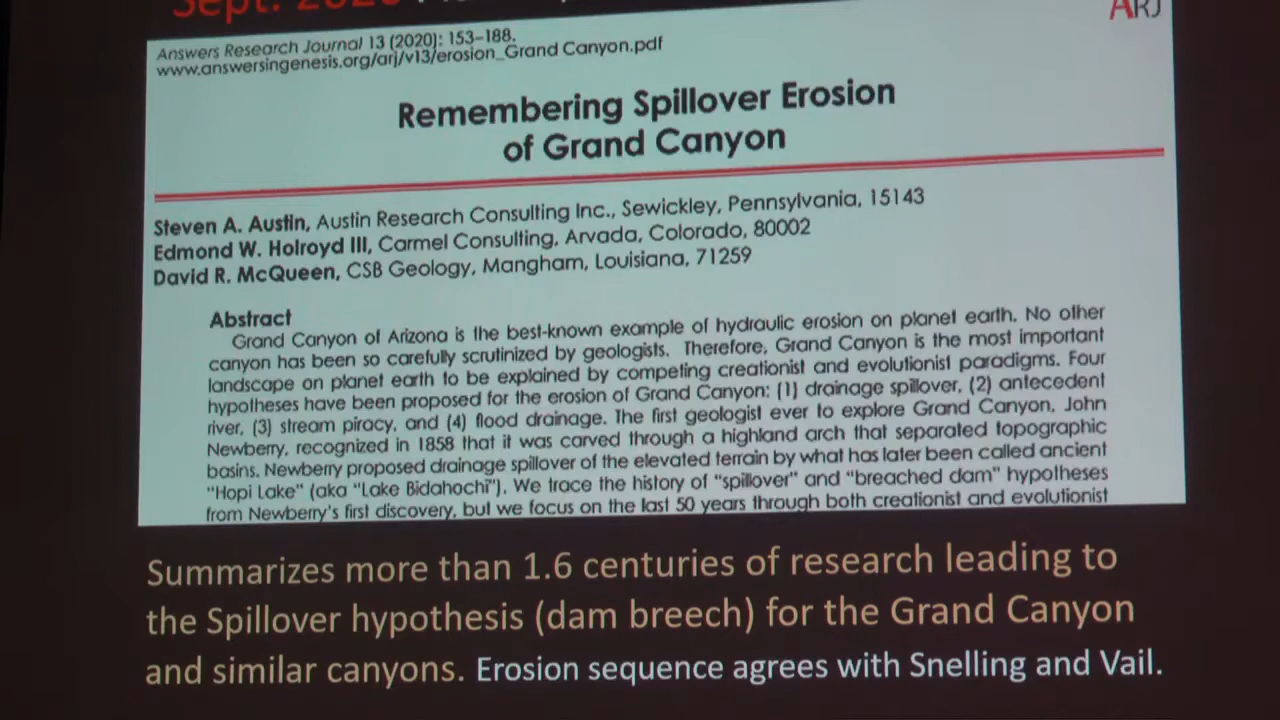 Sept. 2020
ARJ
Answers Research Journal 13 (2020): 153–188.
www.answersingenesis.org/arj/v13/erosion_Grand Canyon.pdf
Remembering Spillover Erosion
of Grand Canyon
Steven A. Austin, Austin Research Consulting Inc., Sewickley, Pennsylvania, 15143
Edmond W. Holroyd III, Carmel Consulting, Arvada, Colorado, 80002
David R. McQueen, CSB Geology, Mangham, Louisiana, 71259
Abstract
Grand Canyon of Arizona is the best-known example of hydraulic erosion on planet earth. No other
canyon has been so carefully scrutinized by geologists. Therefore, Grand Canyon is the most important
landscape on planet earth to be explained by competing creationist and evolutionist paradigms. Four
hypotheses have been proposed for the erosion of Grand Canyon: (1) drainage spillover, (2) antecedent
river, (3) stream piracy, and (4) flood drainage. The first geologist ever to explore Grand Canyon, John
Newberry, recognized in 1858 that it was carved through a highland arch that separated topographic
basins. Newberry proposed drainage spillover of the elevated terrain by what has later been called ancient
"Hopi Lake" (aka "Lake Bidahochi"). We trace the history of "spillover" and "breached dam" hypotheses
from Newberry's first discovery, but we focus on the last 50 years through both creationist and evolutionist
Summarizes more than 1.6 centuries of research leading to
the Spillover hypothesis (dam breech) for the Grand Canyon
and similar canyons. Erosion sequence agrees with Snelling and Vail.